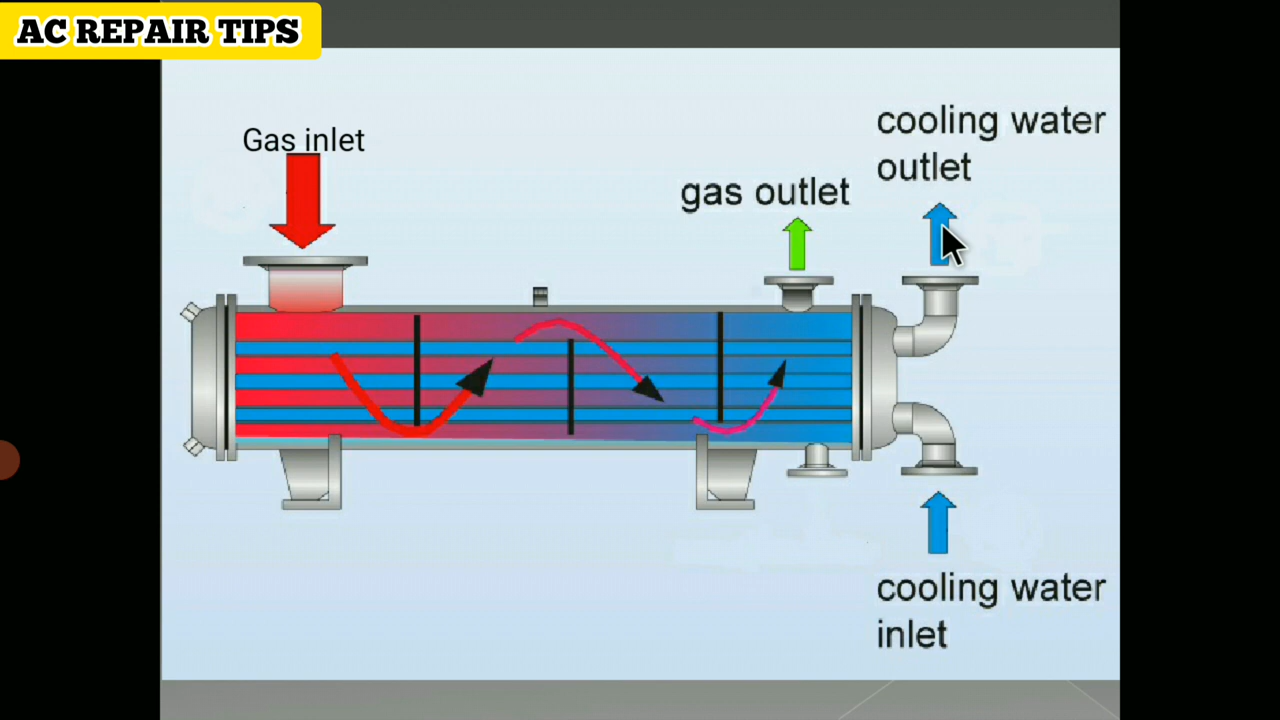 AC REPAIR TIPS
Gas inlet
gas outlet
cooling water
outlet
cooling water
inlet